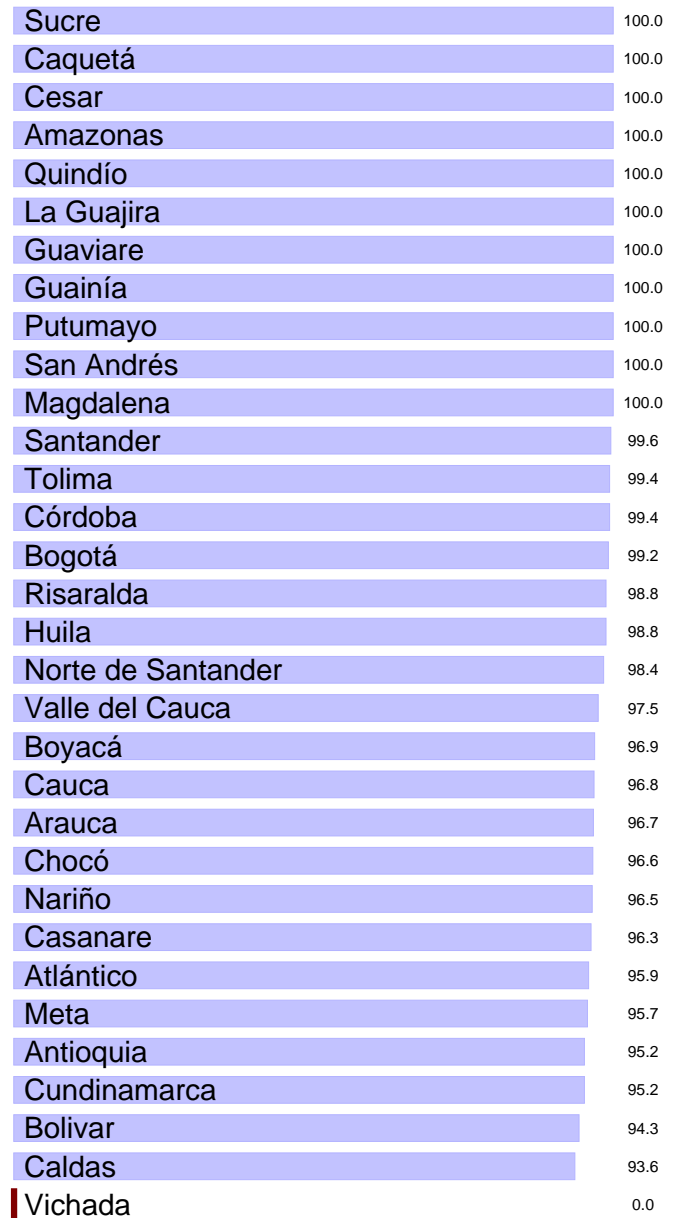 Sucre 100.0
Caquetá 100.0
Cesar 100.0
Amazonas 100.0
Quindío 100.0
La Guajira 100.0
Guaviare 100.0
Guainía 100.0
Putumayo 100.0
San Andrés 100.0
Magdalena 100.0
Santander 99.6
Tolima 99.4
Córdoba 99.4
Bogotá 99.2
Risaralda 98.8
Huila 98.8
Norte de Santander 98.4
Valle del Cauca 97.5
Boyacá 96.9
Cauca 96.8
Arauca 96.7
Chocó 96.6
Nariño 96.5
Casanare 96.3
Atlántico 95.9
Meta 95.7
Antioquia 95.2
Cundinamarca 95.2
Bolivar 94.3
Caldas 93.6
Vichada 0.0